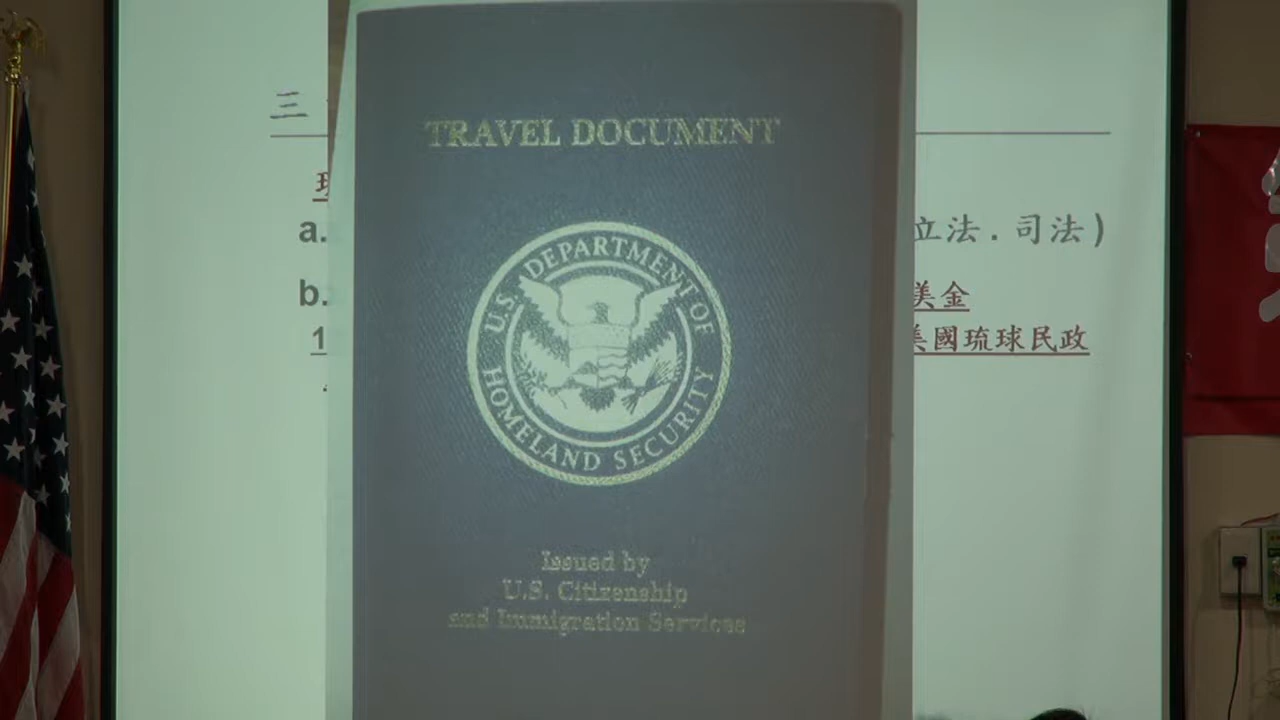 三
TRAVEL DOCUMENT
a.
立法 . 司法 )
U.S. DEPARTMENT OF
HOMELAND SECURITY
b.
美金
1
美國琉球民政
Issued by
U.S. Citizenship
and Immigration Services